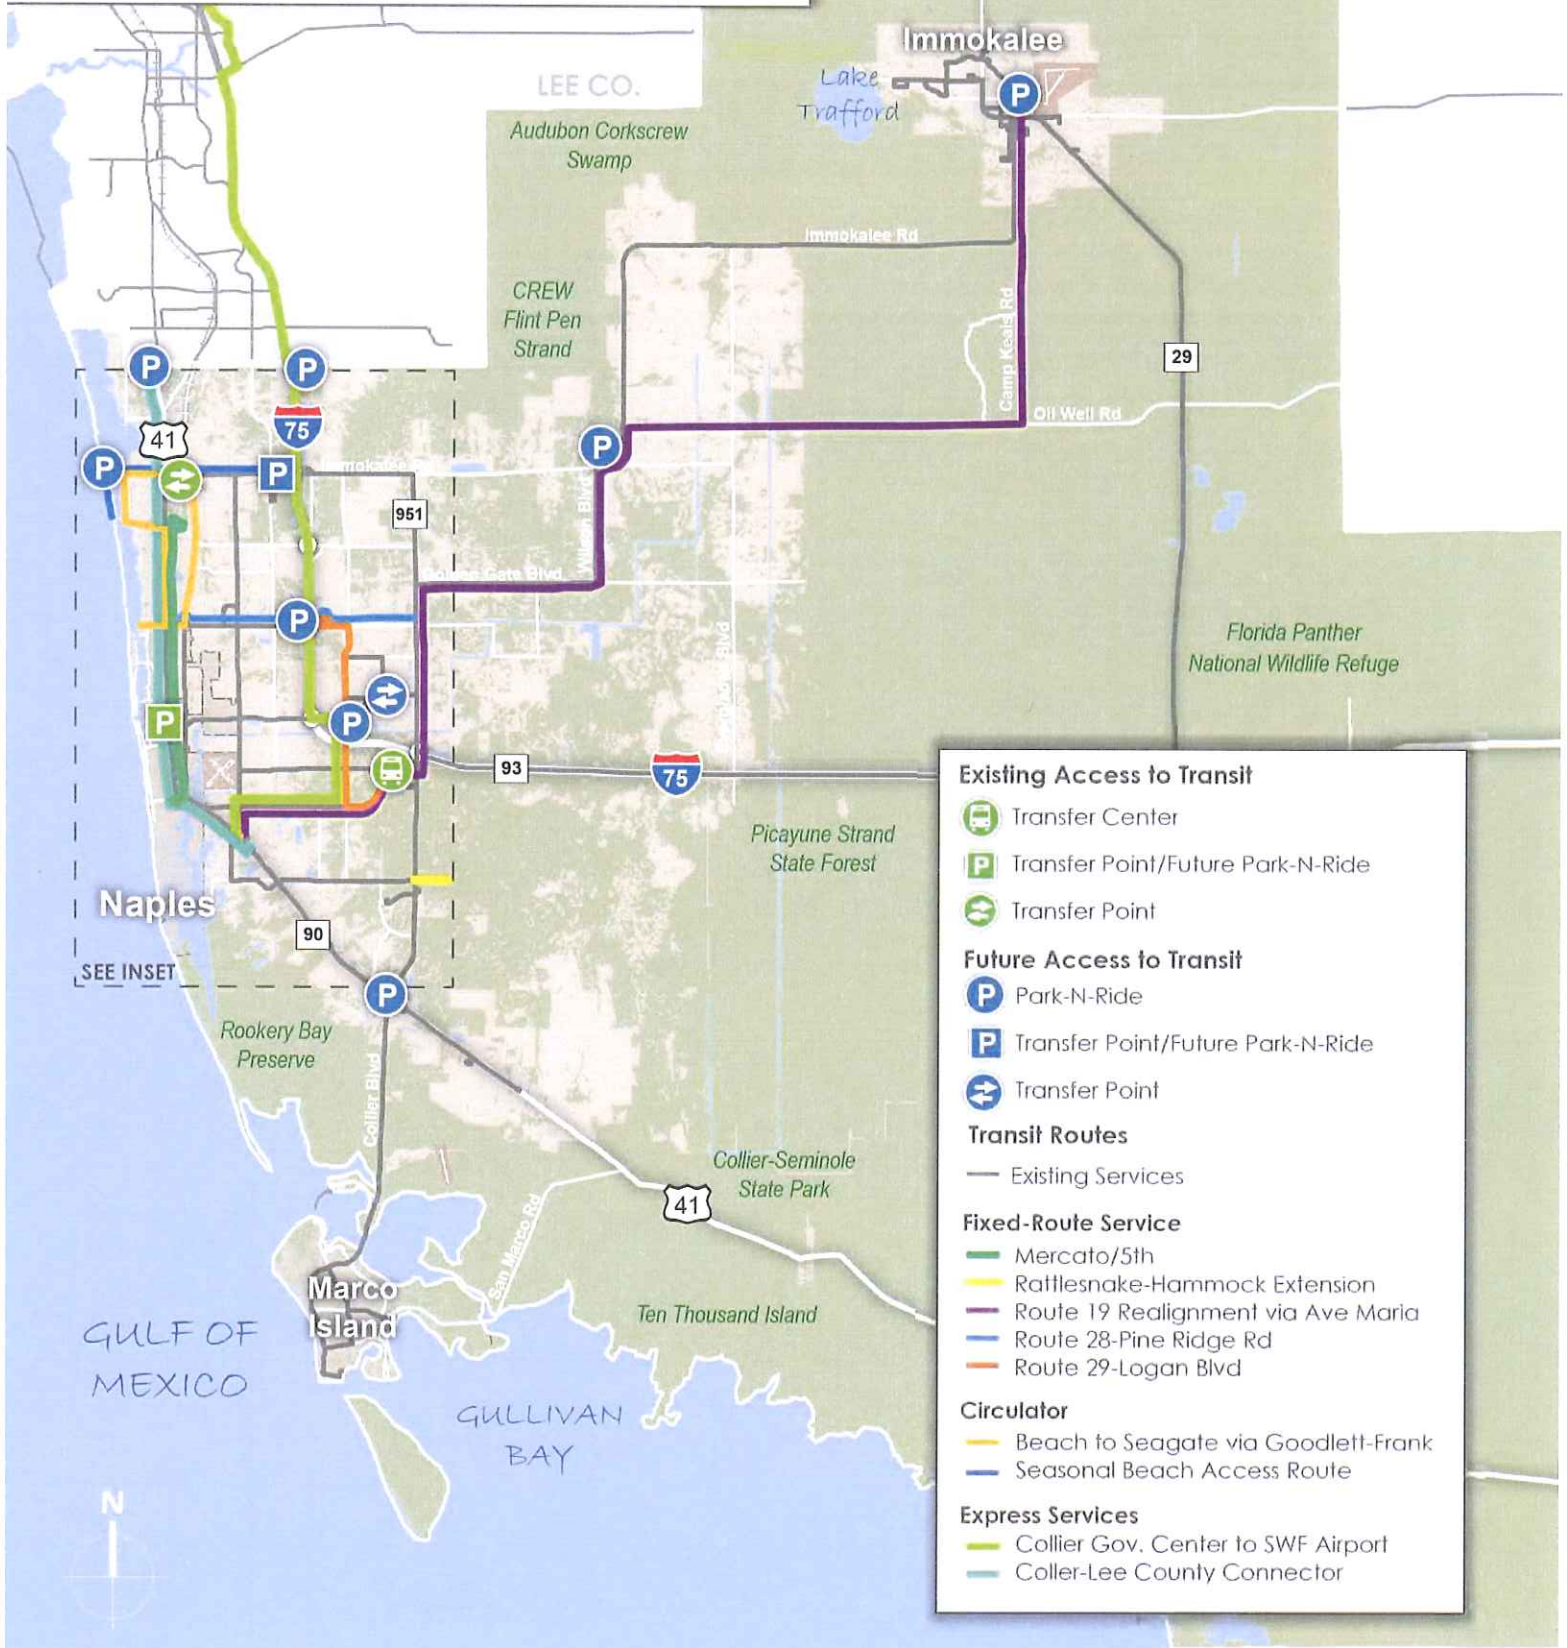 Immokalee
Lake
Trafford
P
LEE CO.
Audubon Corkscrew
Swamp
Immokalee Rd
CREW
Flint Pen
Strand
Camp Keais Rd
29
P
P
41
75
Oil Well Rd
P
P
P
951
Wilson Blvd
Golden Gate Blvd
P
Florida Panther
National Wildlife Refuge
P
P
93
75
Picayune Strand
State Forest
Naples
90
SEE INSET
P
Rookery Bay
Preserve
Collier Blvd
Collier-Seminole
State Park
41
San Marco Rd
Marco
Island
Ten Thousand Island
GULF OF
MEXICO
GULLIVAN
BAY
N
Existing Access to Transit
Transfer Center
P Transfer Point/Future Park-N-Ride
Transfer Point
Future Access to Transit
P Park-N-Ride
P Transfer Point/Future Park-N-Ride
Transfer Point
Transit Routes
Existing Services
Fixed-Route Service
Mercato/5th
Rattlesnake-Hammock Extension
Route 19 Realignment via Ave Maria
Route 28-Pine Ridge Rd
Route 29-Logan Blvd
Circulator
Beach to Seagate via Goodlett-Frank
Seasonal Beach Access Route
Express Services
Collier Gov. Center to SWF Airport
Coller-Lee County Connector